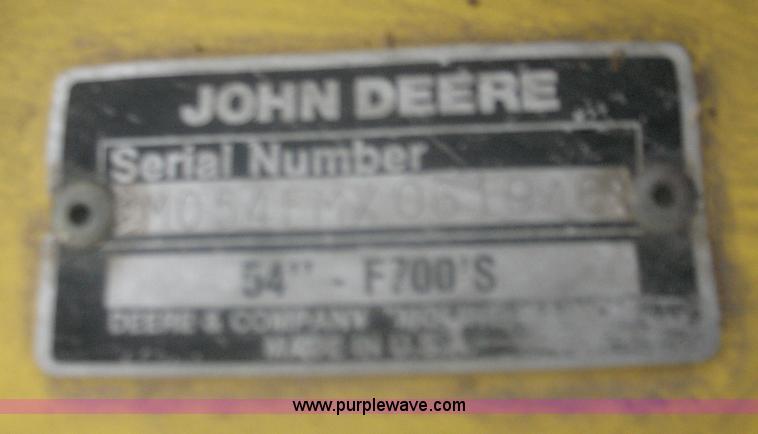 JOHN DEERE
Serial Number
54" - F700'S
DEERE & COMPANY
MADE IN U.S.A.
www.purplewave.com